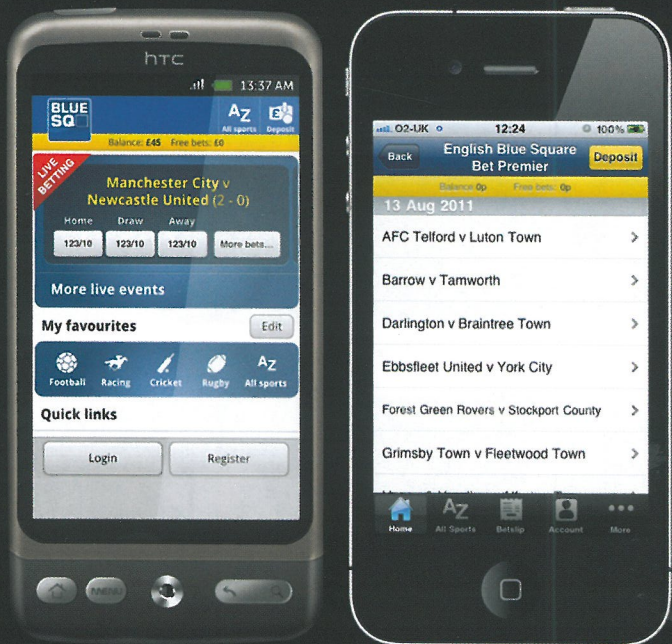 htc
13:37 AM
BLUE
SQ
AZ
All sports
£
Deposit
Balance: £45 Free bets: £0
LIVE
BETTING
Manchester City v
Newcastle United (2 - 0)
Home Draw Away
123/10 123/10 123/10 More bets...
More live events
My favourites Edit
Football Racing Cricket Rugby AZ All sports
Quick links
Login Register
MENU
O2-UK 12:24 100%
Back English Blue Square Deposit
Bet Premier
Balance 0p Free bets: 0p
13 Aug 2011
AFC Telford v Luton Town
Barrow v Tamworth
Darlington v Braintree Town
Ebbsfleet United v York City
Forest Green Rovers v Stockport County
Grimsby Town v Fleetwood Town
AZ
Home All Sports Betslip Account More